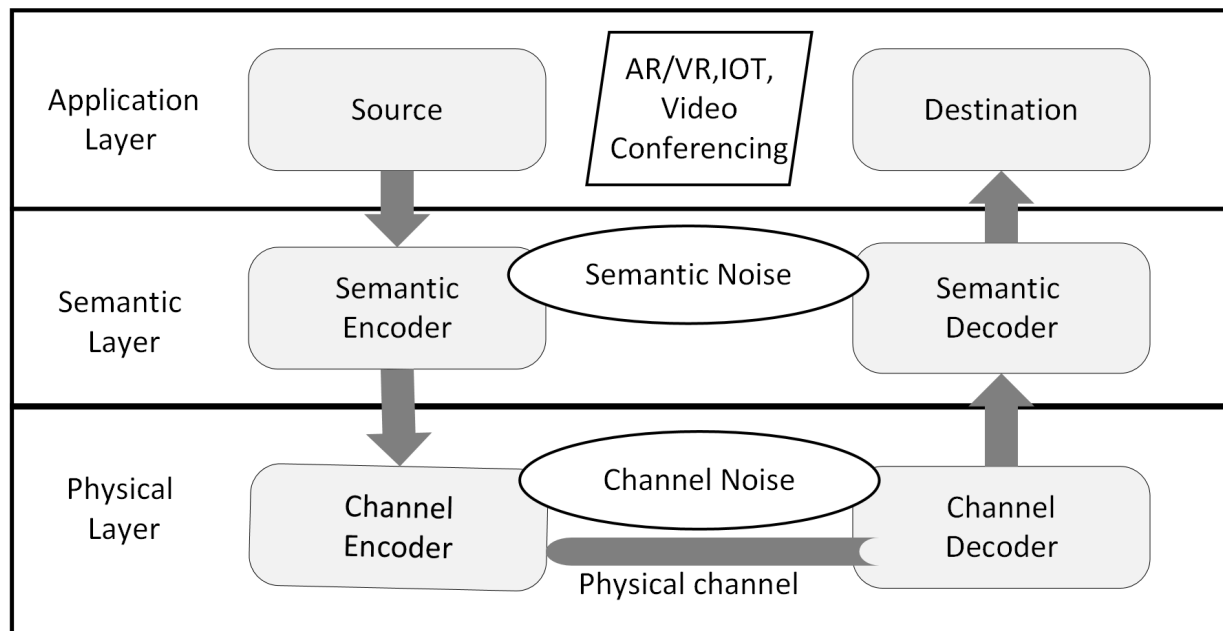 Application
Layer
Source
AR/VR,IOT,
Video
Conferencing
Destination
Semantic
Layer
Semantic
Encoder
Semantic Noise
Semantic
Decoder
Physical
Layer
Channel
Encoder
Channel Noise
Physical channel
Channel
Decoder